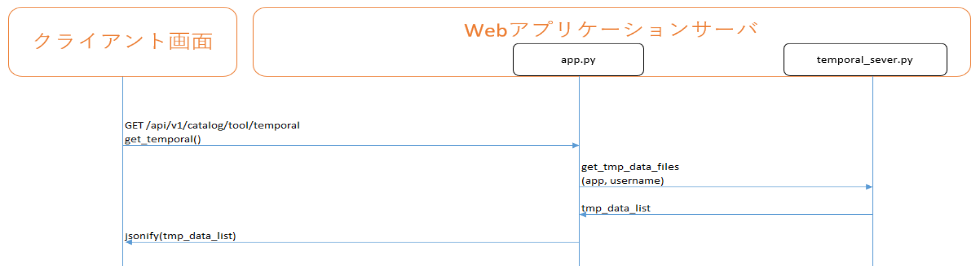 クライアント画面
Webアプリケーションサーバ
app.py
temporal_sever.py
GET /api/v1/catalog/tool/temporal
get_temporal()
get_tmp_data_files
(app, username)
tmp_data_list
jsonify(tmp_data_list)